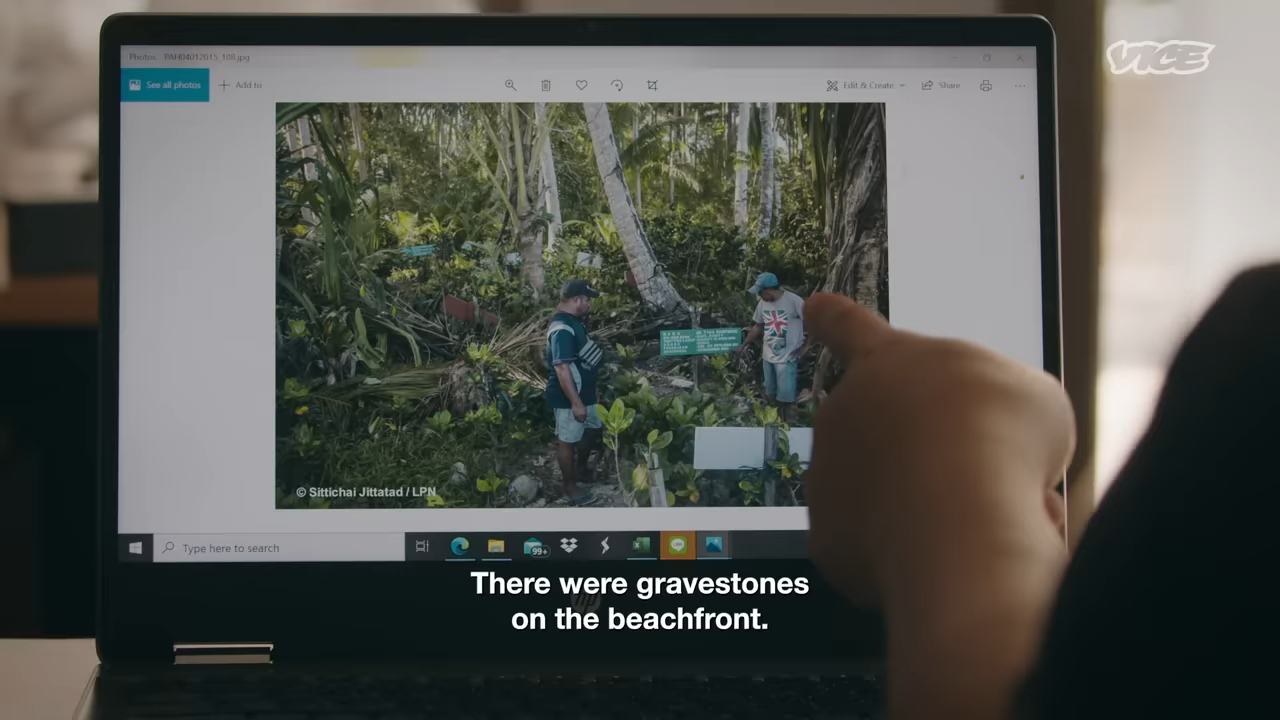 VICE
Photos - PAH04012015_108.jpg
See all photos
Add to
Edit & Create
Share
© Sittichai Jittatad / LPN
Type here to search
99+
There were gravestones
on the beachfront.